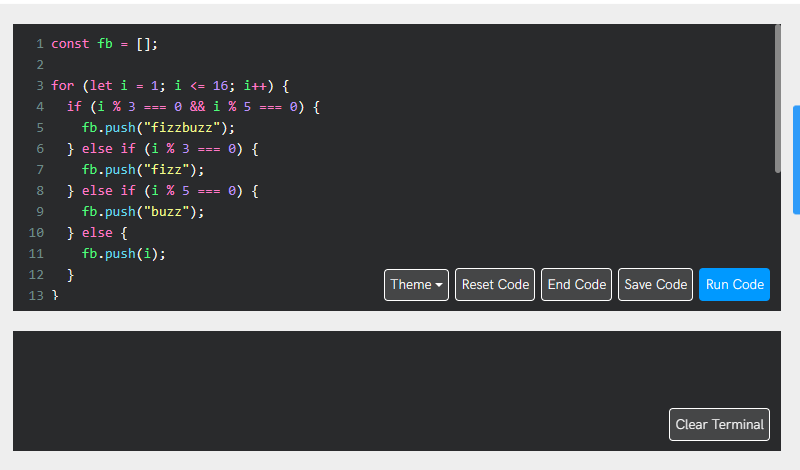 1 const fb = [];
2
3 for (let i = 1; i <= 16; i++) {
4   if (i % 3 === 0 && i % 5 === 0) {
5     fb.push("fizzbuzz");
6   } else if (i % 3 === 0) {
7     fb.push("fizz");
8   } else if (i % 5 === 0) {
9     fb.push("buzz");
10   } else {
11     fb.push(i);
12   }
13 }
Theme Reset Code End Code Save Code Run Code
Clear Terminal